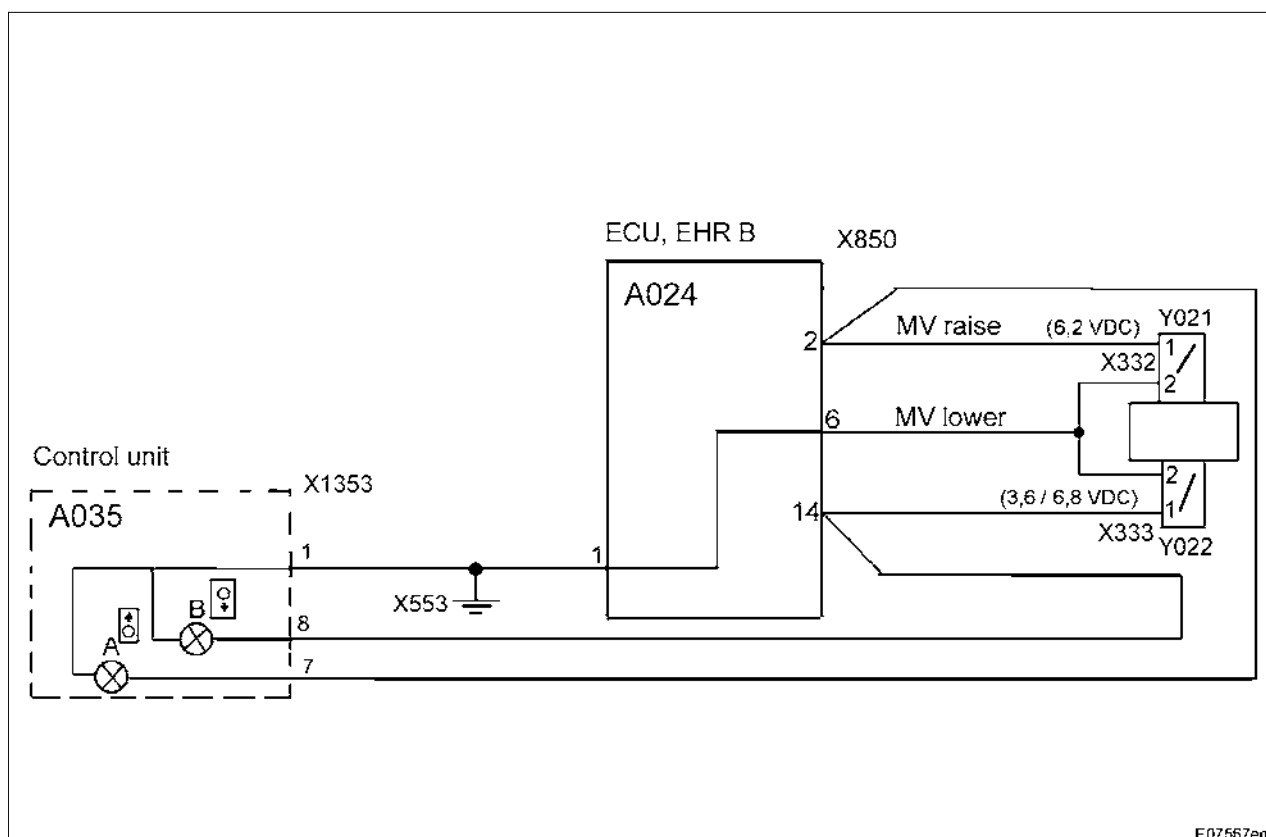 ECU, EHR B
X850
A024
2
MV raise
(6,2 VDC)
Y021
1
X332
2
6
MV lower
2
14
(3,6 / 6,8 VDC)
1
X333
Y022
Control unit
X1353
A035
1
1
X553
B
8
A
7
E07567en